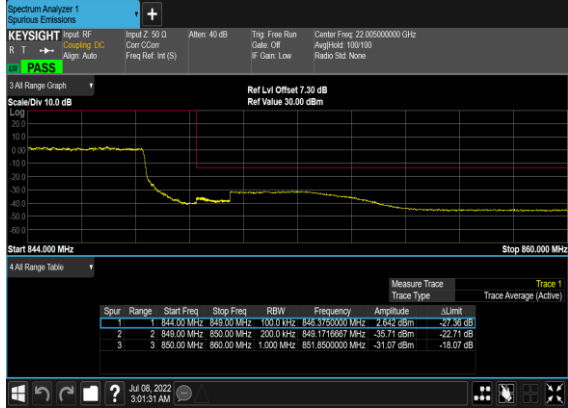 Spectrum Analyzer 1
Spurious Emissions
+
KEYSIGHT Input: RF Input Z: 50 Ω Atten: 40 dB Trig: Free Run Center Freq: 22.005000000 GHz
R T Coupling: DC Corr CCorr Gate: Off Avg|Hold: 100/100
Align: Auto Freq Ref: Int (S) IF Gain: Low Radio Std: None
PASS
3 All Range Graph
Ref Lvl Offset 7.30 dB
Scale/Div 10.0 dB Ref Value 30.00 dBm
Log
20.0
10.0
0.00
-10.0
-20.0
-30.0
-40.0
-50.0
-60.0
Start 844.000 MHz Stop 860.000 MHz
4 All Range Table
Measure Trace Trace 1
Trace Type Trace Average (Active)
Spur Range Start Freq Stop Freq RBW Frequency Amplitude ΔLimit
1 1 844.00 MHz 849.00 MHz 100.0 kHz 846.3750000 MHz 2.642 dBm -27.36 dB
2 2 849.00 MHz 850.00 MHz 200.0 kHz 849.1716667 MHz -35.71 dBm -22.71 dB
3 3 850.00 MHz 860.00 MHz 1.000 MHz 851.8500000 MHz -31.07 dBm -18.07 dB
? Jul 08, 2022
3:01:31 AM